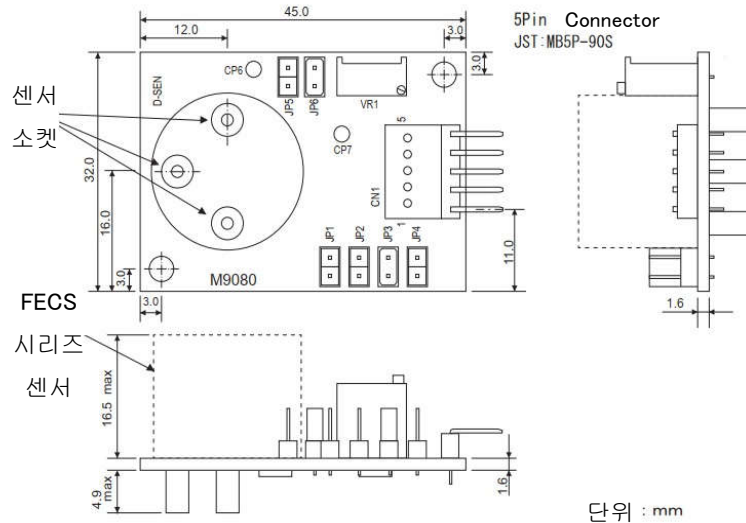 45.0
12.0
3.0
5Pin Connector
JST:MB5P-90S
3.0
D-SEN
CP6
JP5
JP6
VR1
센서
소켓
CP7
5
CN1
1
32.0
16.0
3.0
11.0
JP1
JP2
JP3
JP4
M9080
3.0
1.6
FECS
시리즈
센서
16.5 max
4.9 max
1.6
단위 : mm